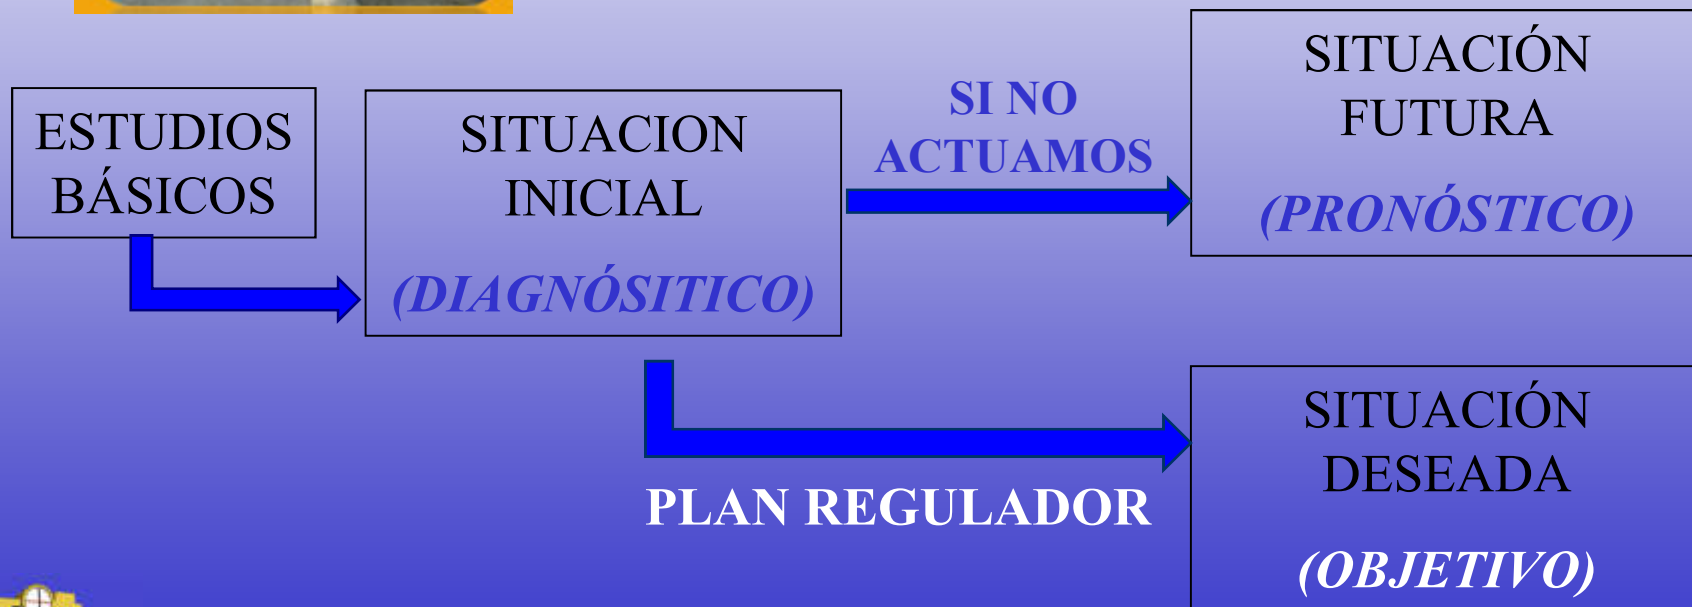 ESTUDIOS
BÁSICOS
SITUACION
INICIAL
(DIAGNÓSITICO)
SI NO
ACTUAMOS
SITUACIÓN
FUTURA
(PRONÓSTICO)
PLAN REGULADOR
SITUACIÓN
DESEADA
(OBJETIVO)